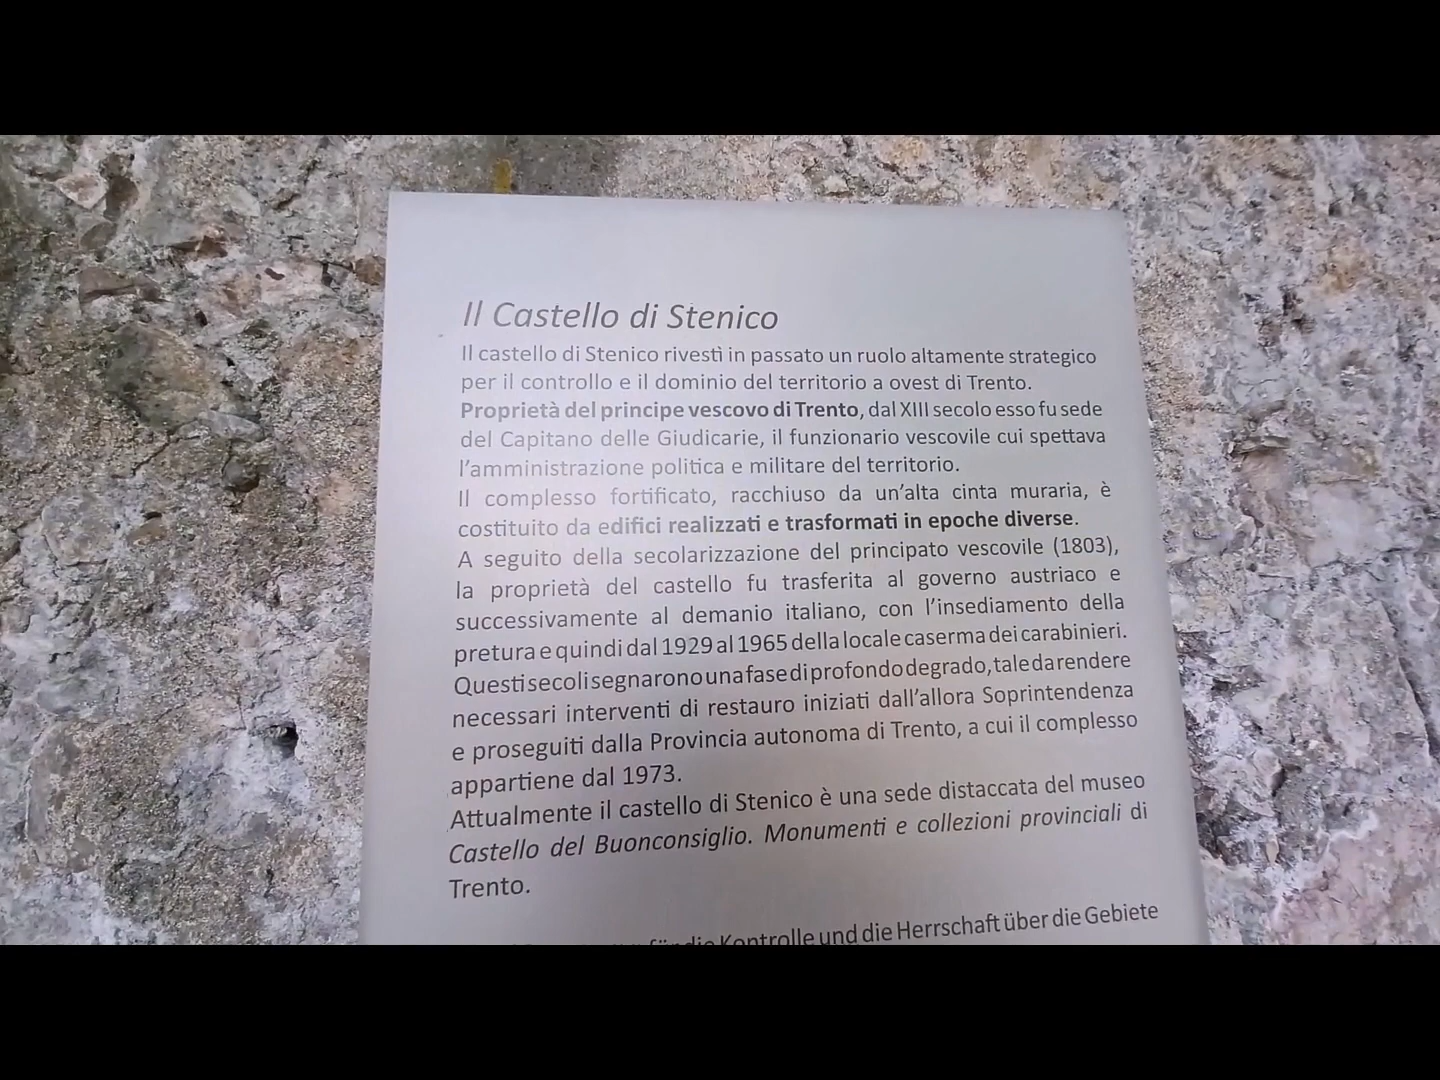 Il Castello di Stenico
Il castello di Stenico rivestì in passato un ruolo altamente strategico
per il controllo e il dominio del territorio a ovest di Trento.
Proprietà del principe vescovo di Trento, dal XIII secolo esso fu sede
del Capitano delle Giudicarie, il funzionario vescovile cui spettava
l'amministrazione politica e militare del territorio.
Il complesso fortificato, racchiuso da un'alta cinta muraria, è
costituito da edifici realizzati e trasformati in epoche diverse.
A seguito della secolarizzazione del principato vescovile (1803),
la proprietà del castello fu trasferita al governo austriaco e
successivamente al demanio italiano, con l'insediamento della
pretura e quindi dal 1929 al 1965 della locale caserma dei carabinieri.
Questi secoli segnarono una fase di profondo degrado, tale da rendere
necessari interventi di restauro iniziati dall'allora Soprintendenza
e proseguiti dalla Provincia autonoma di Trento, a cui il complesso
appartiene dal 1973.
Attualmente il castello di Stenico è una sede distaccata del museo
Castello del Buonconsiglio. Monumenti e collezioni provinciali di
Trento.
für die Kontrolle und die Herrschaft über die Gebiete